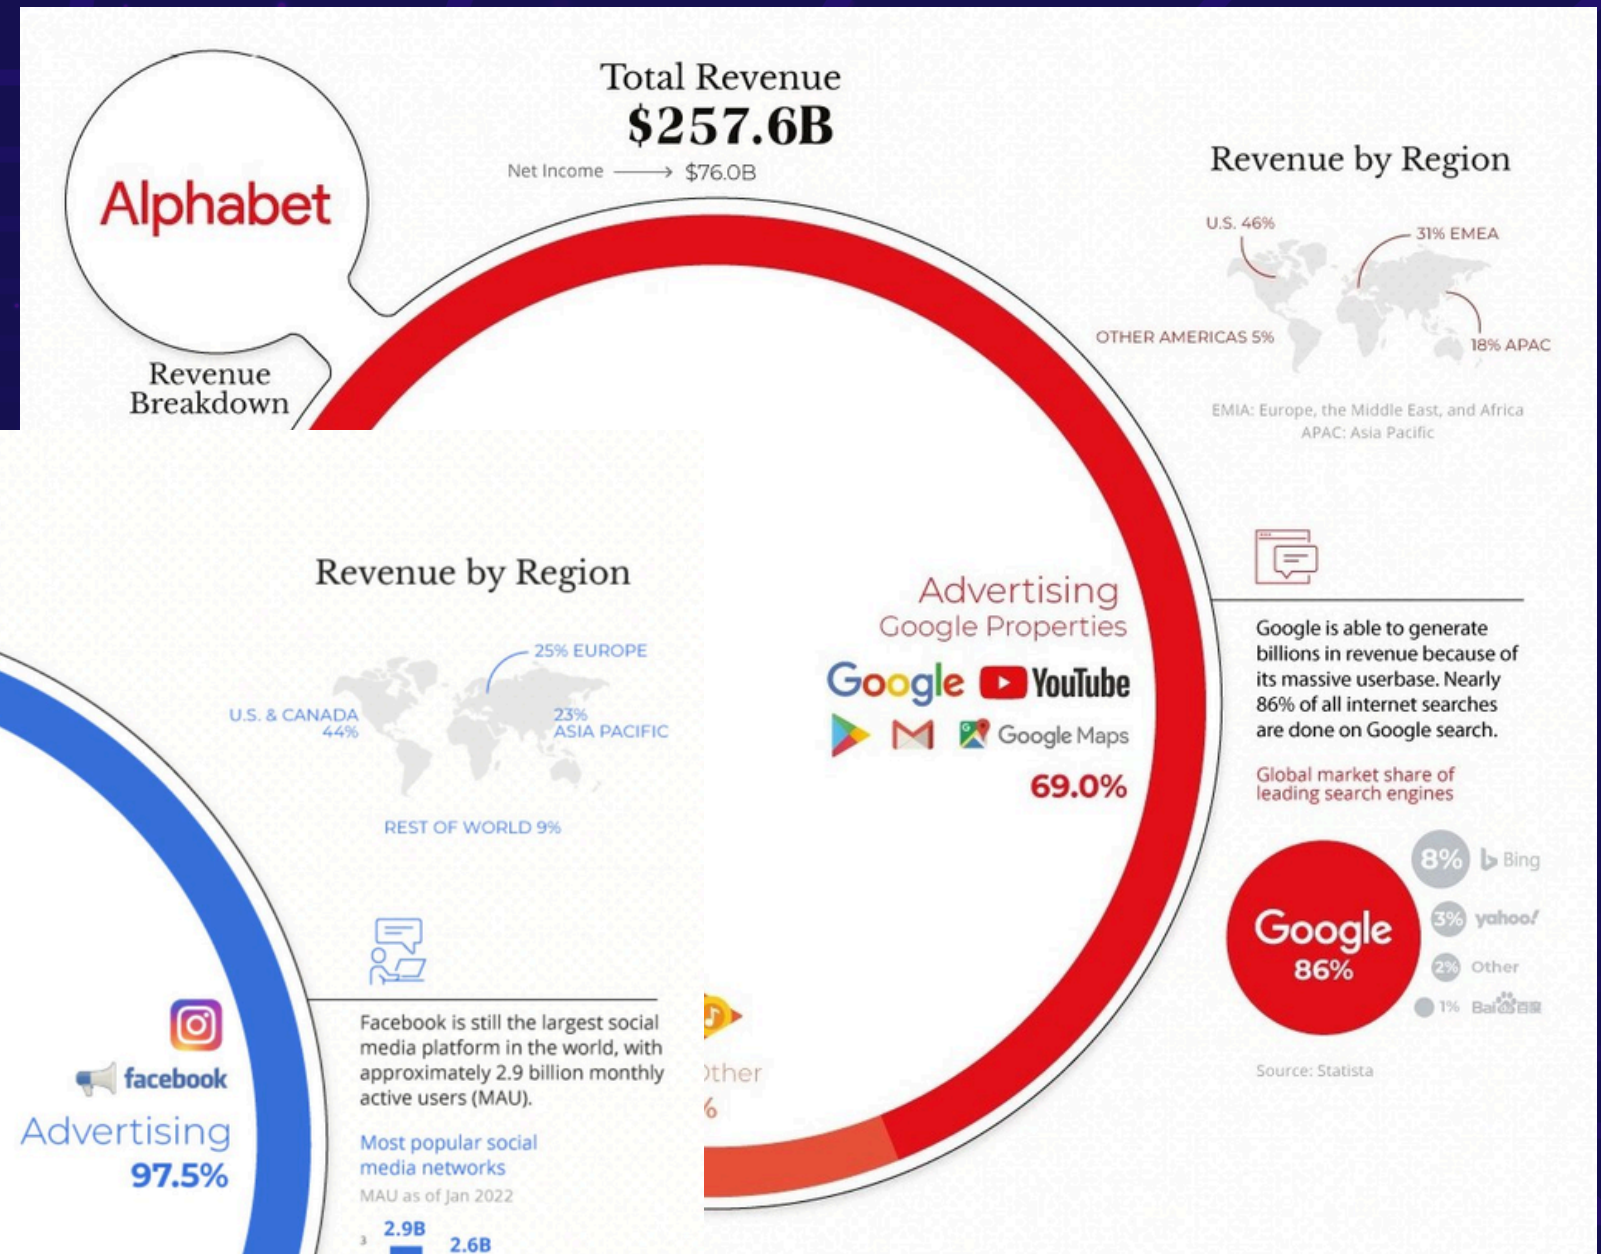 Alphabet
Revenue
Breakdown
Total Revenue
$257.6B
Net Income $76.0B
Revenue by Region
U.S. 46%
31% EMEA
OTHER AMERICAS 5%
18% APAC
EMIA: Europe, the Middle East, and Africa
APAC: Asia Pacific
Advertising
Google Properties
Google YouTube
Google Maps
69.0%
Google is able to generate
billions in revenue because of
its massive userbase. Nearly
86% of all internet searches
are done on Google search.
Global market share of
leading search engines
Google
86%
8% Bing
3% yahoo!
2% Other
1% Bai百度
Source: Statista
Other
%
Revenue by Region
25% EUROPE
U.S. & CANADA
44%
23%
ASIA PACIFIC
REST OF WORLD 9%
facebook
Advertising
97.5%
Facebook is still the largest social
media platform in the world, with
approximately 2.9 billion monthly
active users (MAU).
Most popular social
media networks
MAU as of Jan 2022
3
2.9B
2.6B